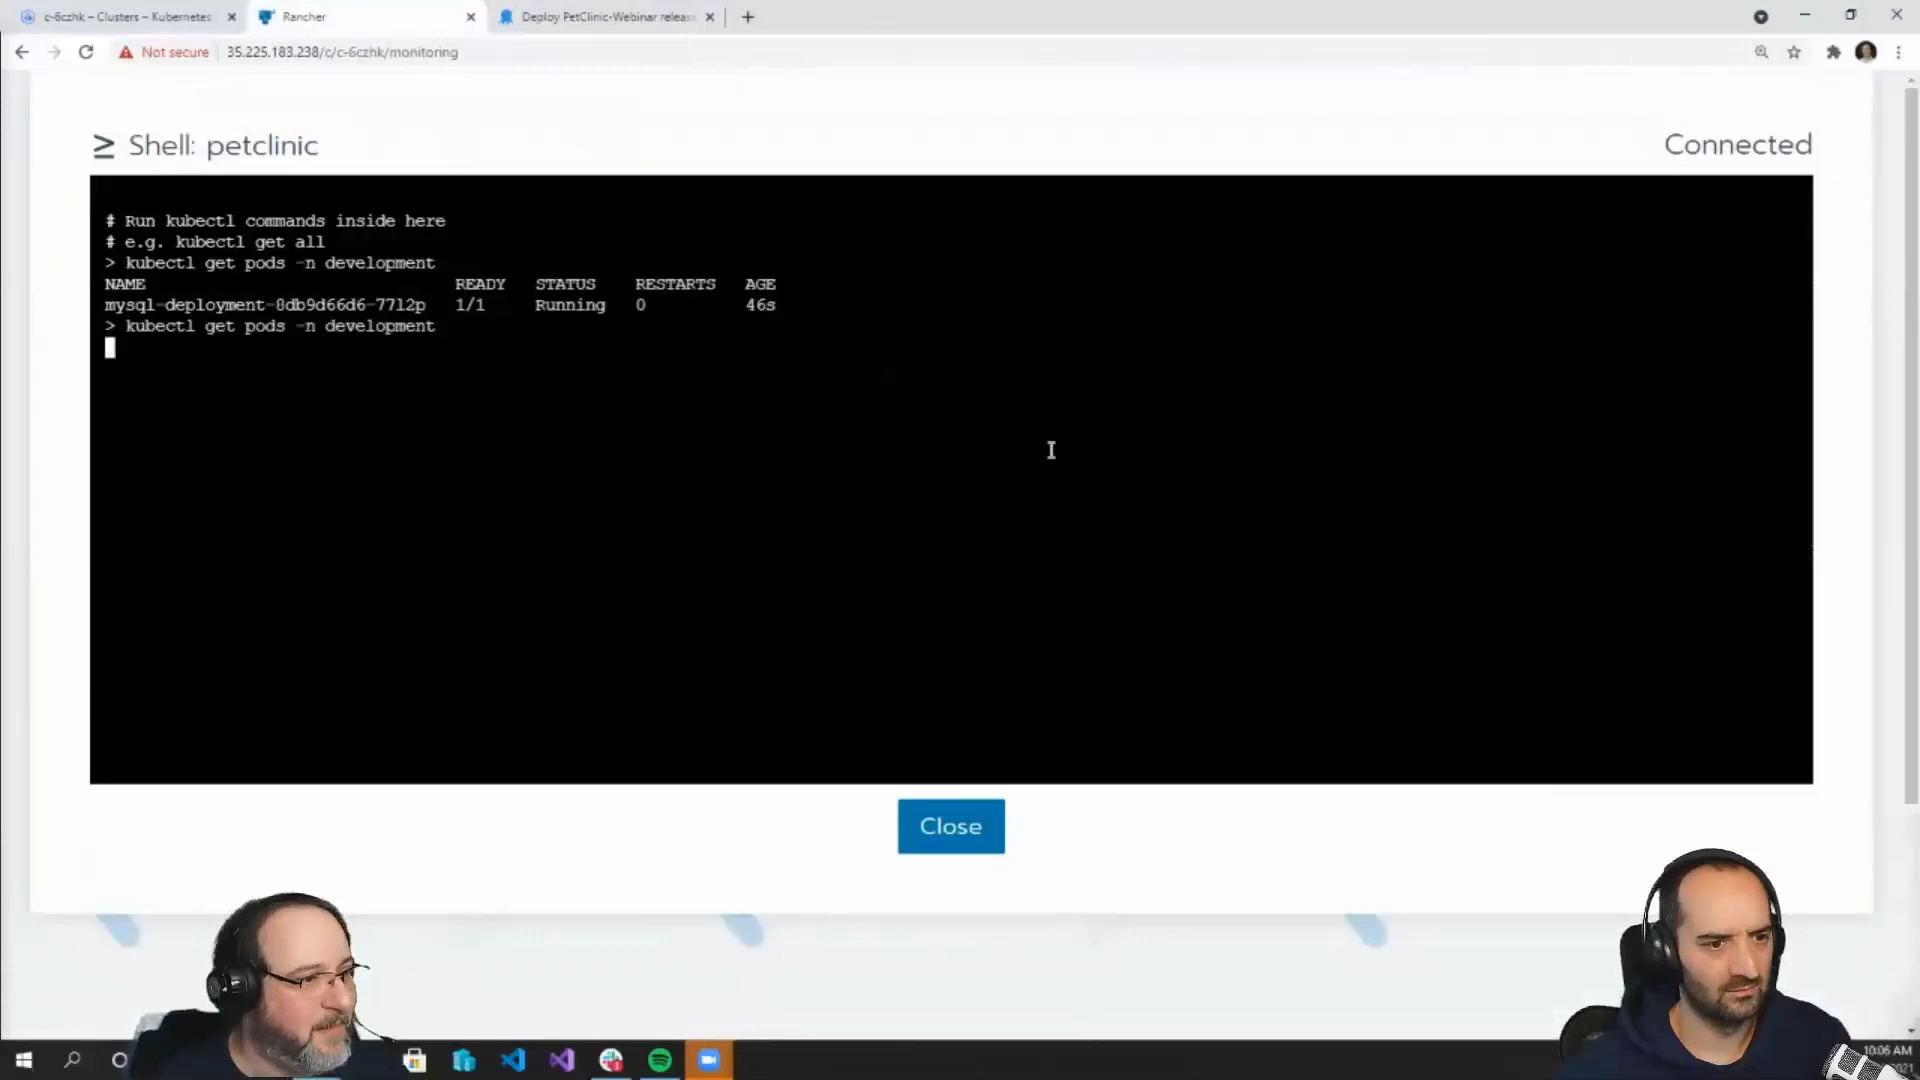 c-6czhk – Clusters – Kubernetes
Rancher
Deploy PetClinic-Webinar releas
Not secure
35.225.183.238/c/c-6czhk/monitoring
Shell: petclinic
Connected
# Run kubectl commands inside here
# e.g. kubectl get all
> kubectl get pods -n development
NAME READY STATUS RESTARTS AGE
mysql-deployment-8db9d66d6-77l2p 1/1 Running 0 46s
> kubectl get pods -n development
Close
10:06 AM
2021